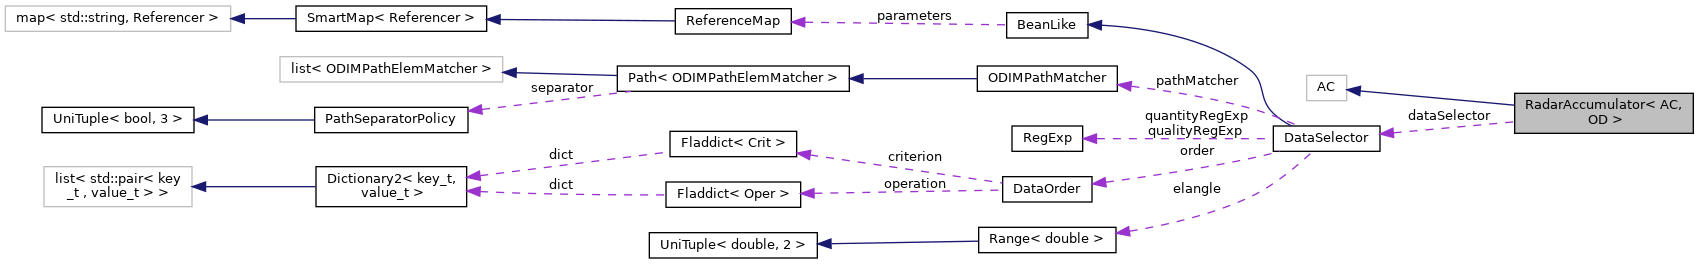 map< std::string, Referencer >
SmartMap< Referencer >
ReferenceMap
parameters
BeanLike
list< ODIMPathElemMatcher >
Path< ODIMPathElemMatcher >
ODIMPathMatcher
pathMatcher
AC
RadarAccumulator< AC,
OD >
separator
UniTuple< bool, 3 >
PathSeparatorPolicy
quantityRegExp
qualityRegExp
dataSelector
RegExp
DataSelector
Fladdict< Crit >
order
dict
criterion
list< std::pair< key
_t , value_t > >
Dictionary2< key_t,
value_t >
dict
Fladdict< Oper >
operation
DataOrder
elangle
UniTuple< double, 2 >
Range< double >